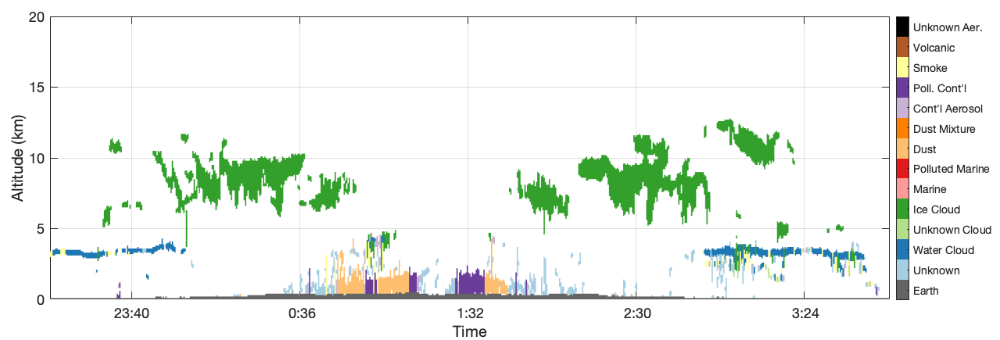 20
15
10
5
0
Altitude (km)
23:40
0:36
1:32
2:30
3:24
Time
Unknown Aer.
Volcanic
Smoke
Poll. Cont'l
Cont'l Aerosol
Dust Mixture
Dust
Polluted Marine
Marine
Ice Cloud
Unknown Cloud
Water Cloud
Unknown
Earth